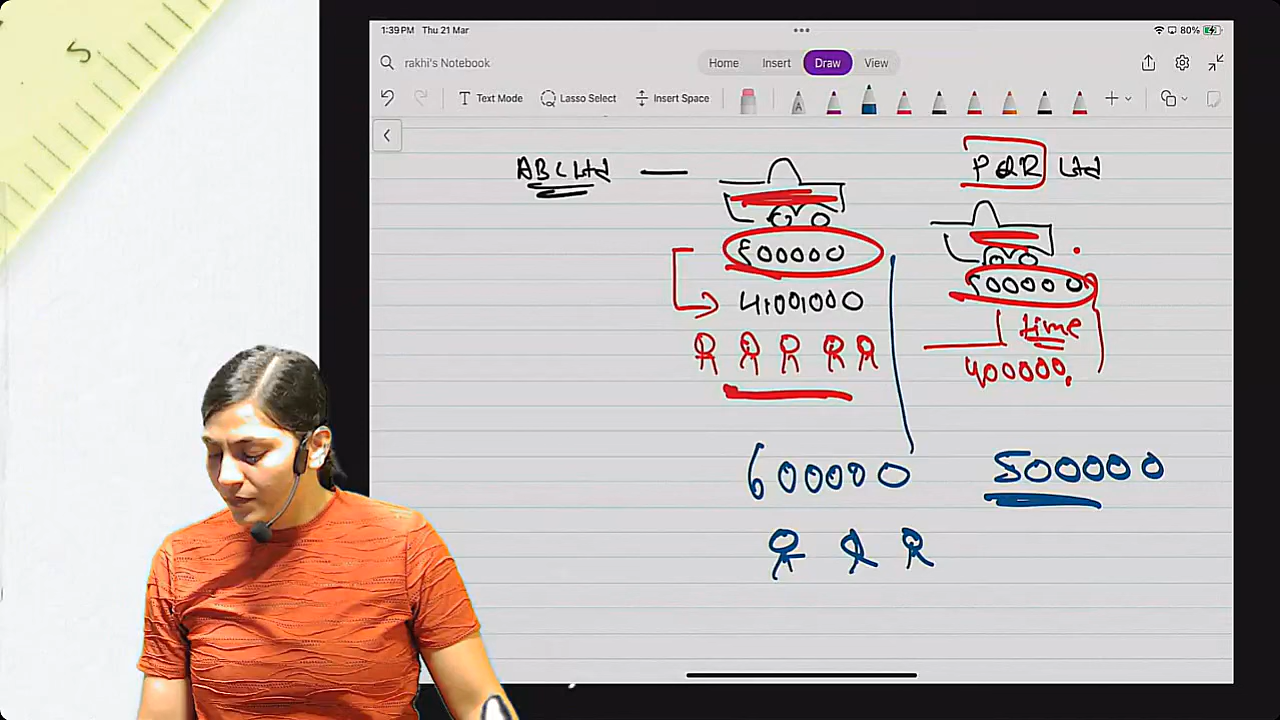 5
1:39 PM Thu 21 Mar
80%
rakhi's Notebook
Home Insert Draw View
Text Mode Lasso Select Insert Space
ABC Ltd —
PQR Ltd
500000
500000
4,00,000
time
400000
600000
500000